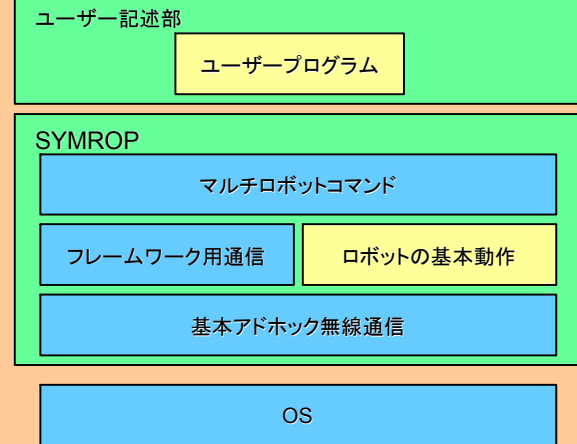 ユーザー記述部
ユーザープログラム
SYMROP
マルチロボットコマンド
フレームワーク用通信
ロボットの基本動作
基本アドホック無線通信
OS